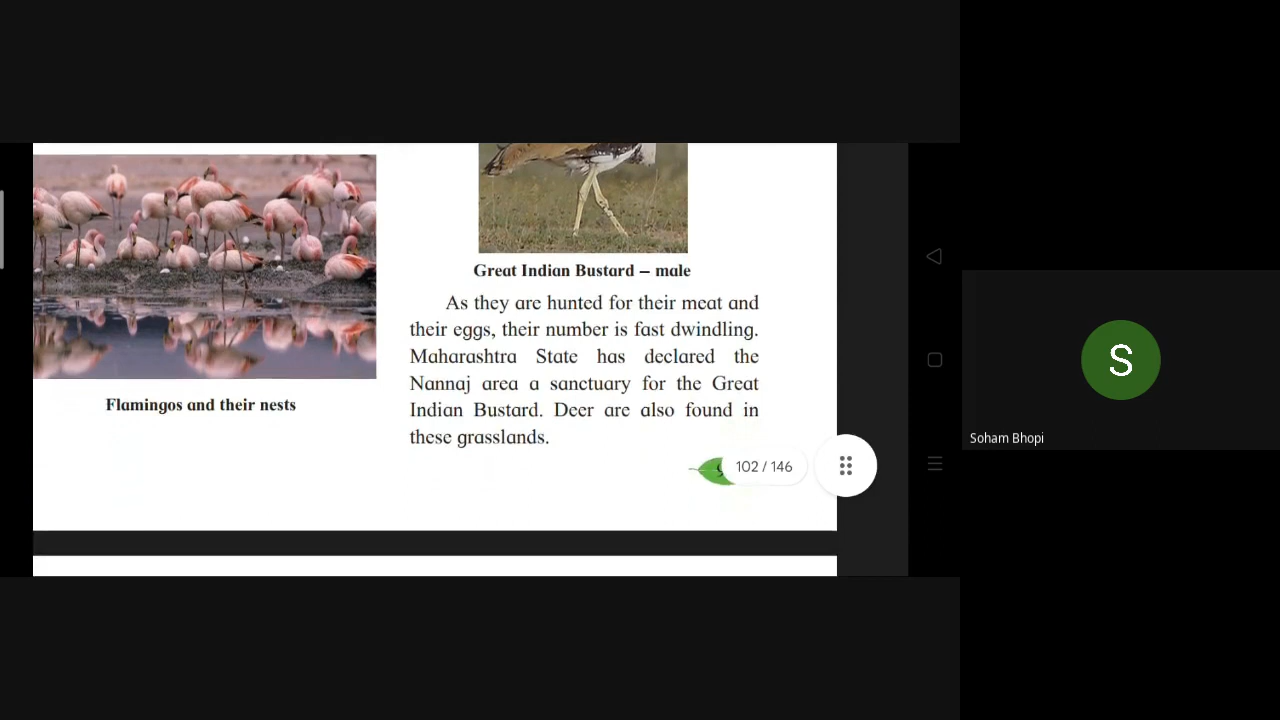 Flamingos and their nests
Great Indian Bustard – male
As they are hunted for their meat and
their eggs, their number is fast dwindling.
Maharashtra State has declared the
Nannaj area a sanctuary for the Great
Indian Bustard. Deer are also found in
these grasslands.
102 / 146
S
Soham Bhopi